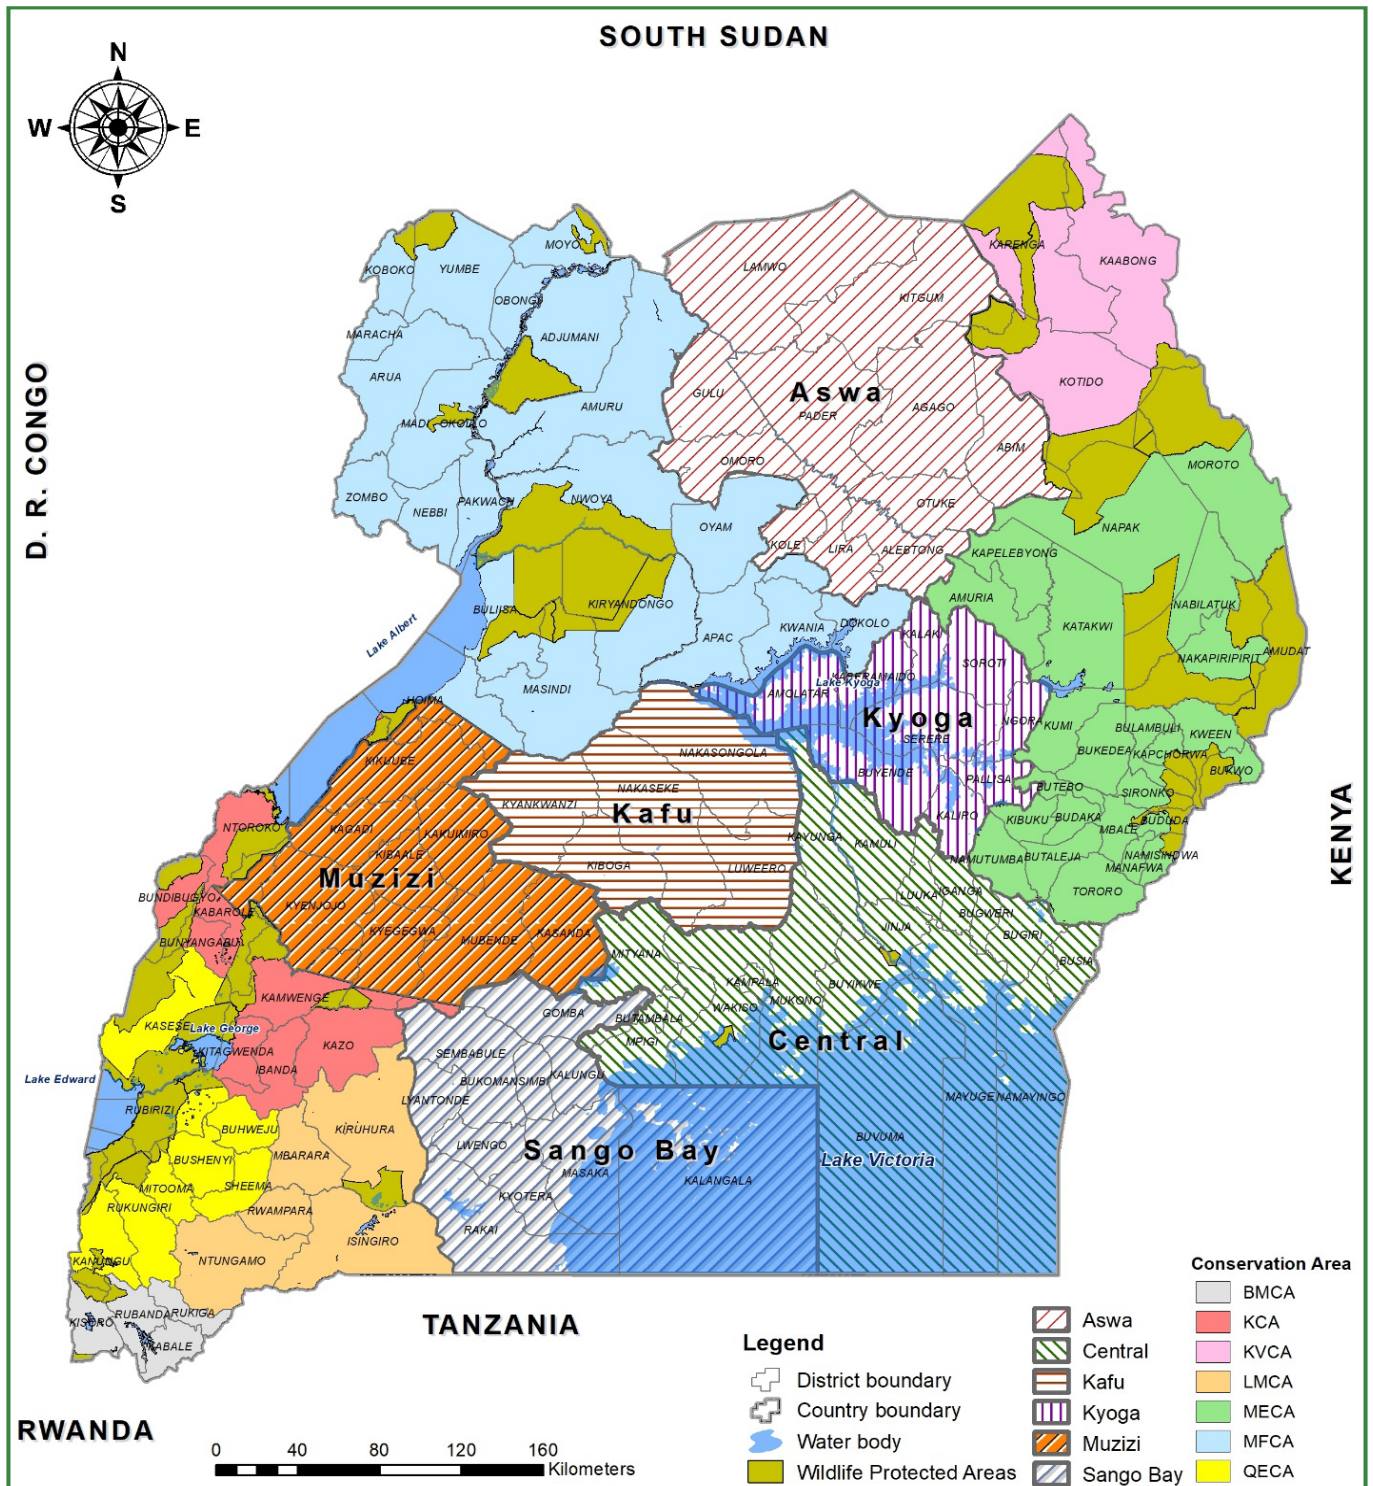 SOUTH SUDAN
N
W
E
S
D. R. CONGO
KENYA
TANZANIA
RWANDA
MOYO
KOBOKO
YUMBE
LAMWO
KARENGA
KAABONG
OBONGI
KITGUM
MARACHA
ADJUMANI
ARUA
KOTIDO
GULU
Aswa
PADER
AGAGO
AMURU
MADI OKOLLO
ABIM
OMORO
MOROTO
ZOMBO
NEBBI
PAKWACH
NWOYA
OYAM
OTUKE
NAPAK
KOLE
LIRA
ALEBTONG
KAPELEBYONG
BULIISA
KIRYANDONGO
AMURIA
NABILATUK
Lake Albert
APAC
KWANIA
DOKOLO
KALAKI
KATAKWI
SOROTI
NAKAPIRIPIRIT
AMUDAT
MASINDI
HOIMA
Lake Kyoga
KABERAMAIDO
AMOLATAR
Kyoga
NGORA
KUMI
BULAMBULI
KWEEN
SERERE
BUKEDEA
KAPCHORWA
KIKUUBE
NAKASONGOLA
BUYENDE
PALLISA
BUKWO
NAKASEKE
BUTEBO
SIRONKO
KYANKWANZI
Kafu
KALIRO
KIBUKU
BUDAKA
MBALE
BUDUDA
NTOROKO
KAGADI
KAKUMIRO
KAYUNGA
KAMULI
KIBAALE
NAMUTUMBA
BUTALEJA
NAMISINDWA
MANAFWA
Muzizi
KIBOGA
LUWEERO
TORORO
BUNDIBUGYO
KABAROLE
KYENJOJO
LUUKA
IGANGA
BUGWERI
KYEGEGWA
MUBENDE
KASANDA
JINJA
BUGIRI
BUNYANGABU
MITYANA
BUSIA
KAMWENGE
KAMPALA
BUYIKWE
WAKISO
MUKONO
KASESE
Lake George
GOMBA
BUTAMBALA
KITAGWENDA
KAZO
MPIGI
Central
IBANDA
SEMBABULE
Lake Edward
BUKOMANSIMBI
KALUNGU
RUBIRIZI
LYANTONDE
MAYUGE
NAMAYINGO
BUHWEJU
KIRUHURA
BUSHENYI
MBARARA
LWENGO
Sango Bay
BUVUMA
Lake Victoria
MITOOMA
SHEEMA
MASAKA
KALANGALA
RUKUNGIRI
RWAMPARA
KYOTERA
RAKAI
ISINGIRO
KANUNGU
NTUNGAMO
KISORO
RUBANDA
RUKIGA
KABALE
0
40
80
120
160
Kilometers
Legend
District boundary
Country boundary
Water body
Wildlife Protected Areas
Aswa
Central
Kafu
Kyoga
Muzizi
Sango Bay
Conservation Area
BMCA
KCA
KVCA
LMCA
MECA
MFCA
QECA